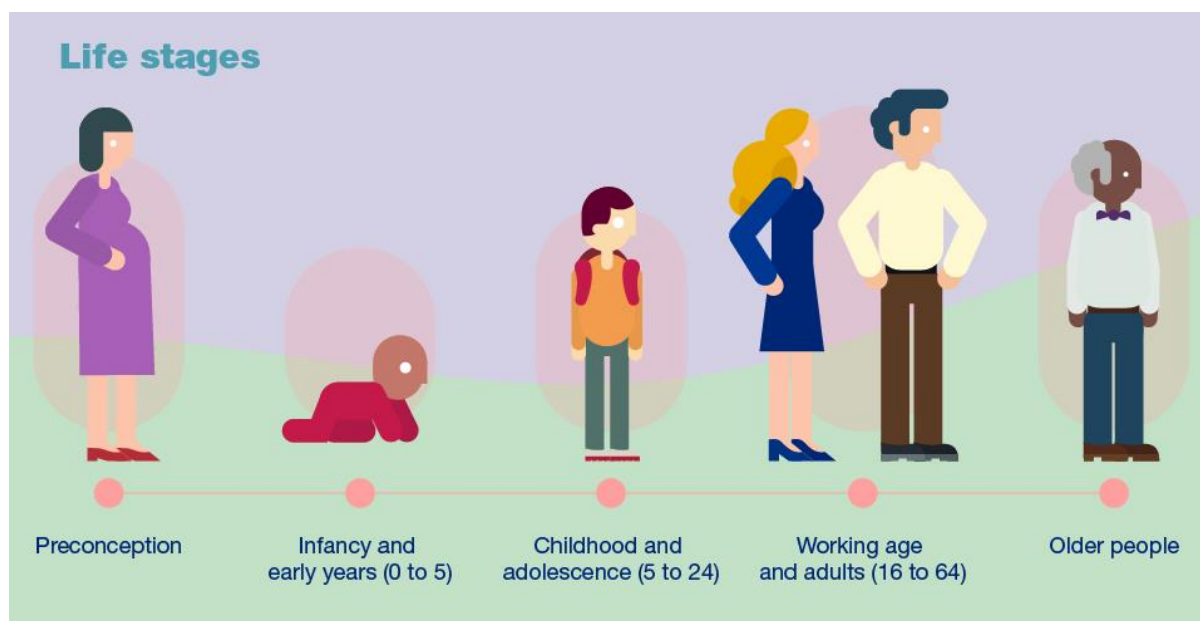 Life stages
Preconception
Infancy and
early years (0 to 5)
Childhood and
adolescence (5 to 24)
Working age
and adults (16 to 64)
Older people